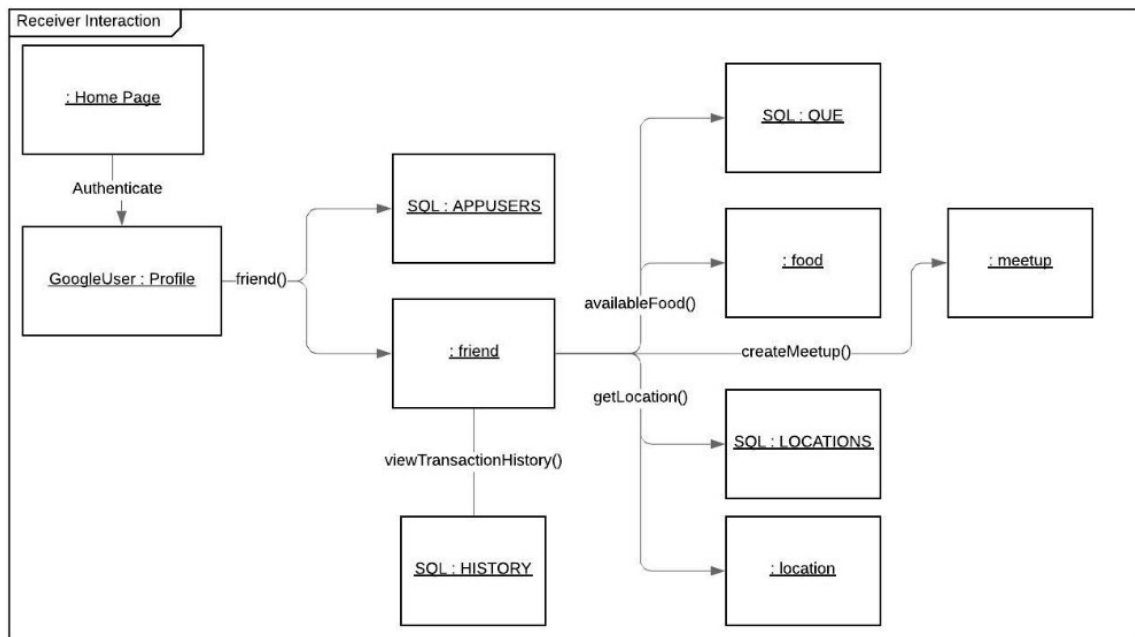 Receiver Interaction
: Home Page
Authenticate
GoogleUser : Profile
friend()
SQL : APPUSERS
: friend
viewTransactionHistory()
SQL : HISTORY
availableFood()
getLocation()
createMeetup()
SQL : QUE
: food
: meetup
SQL : LOCATIONS
: location